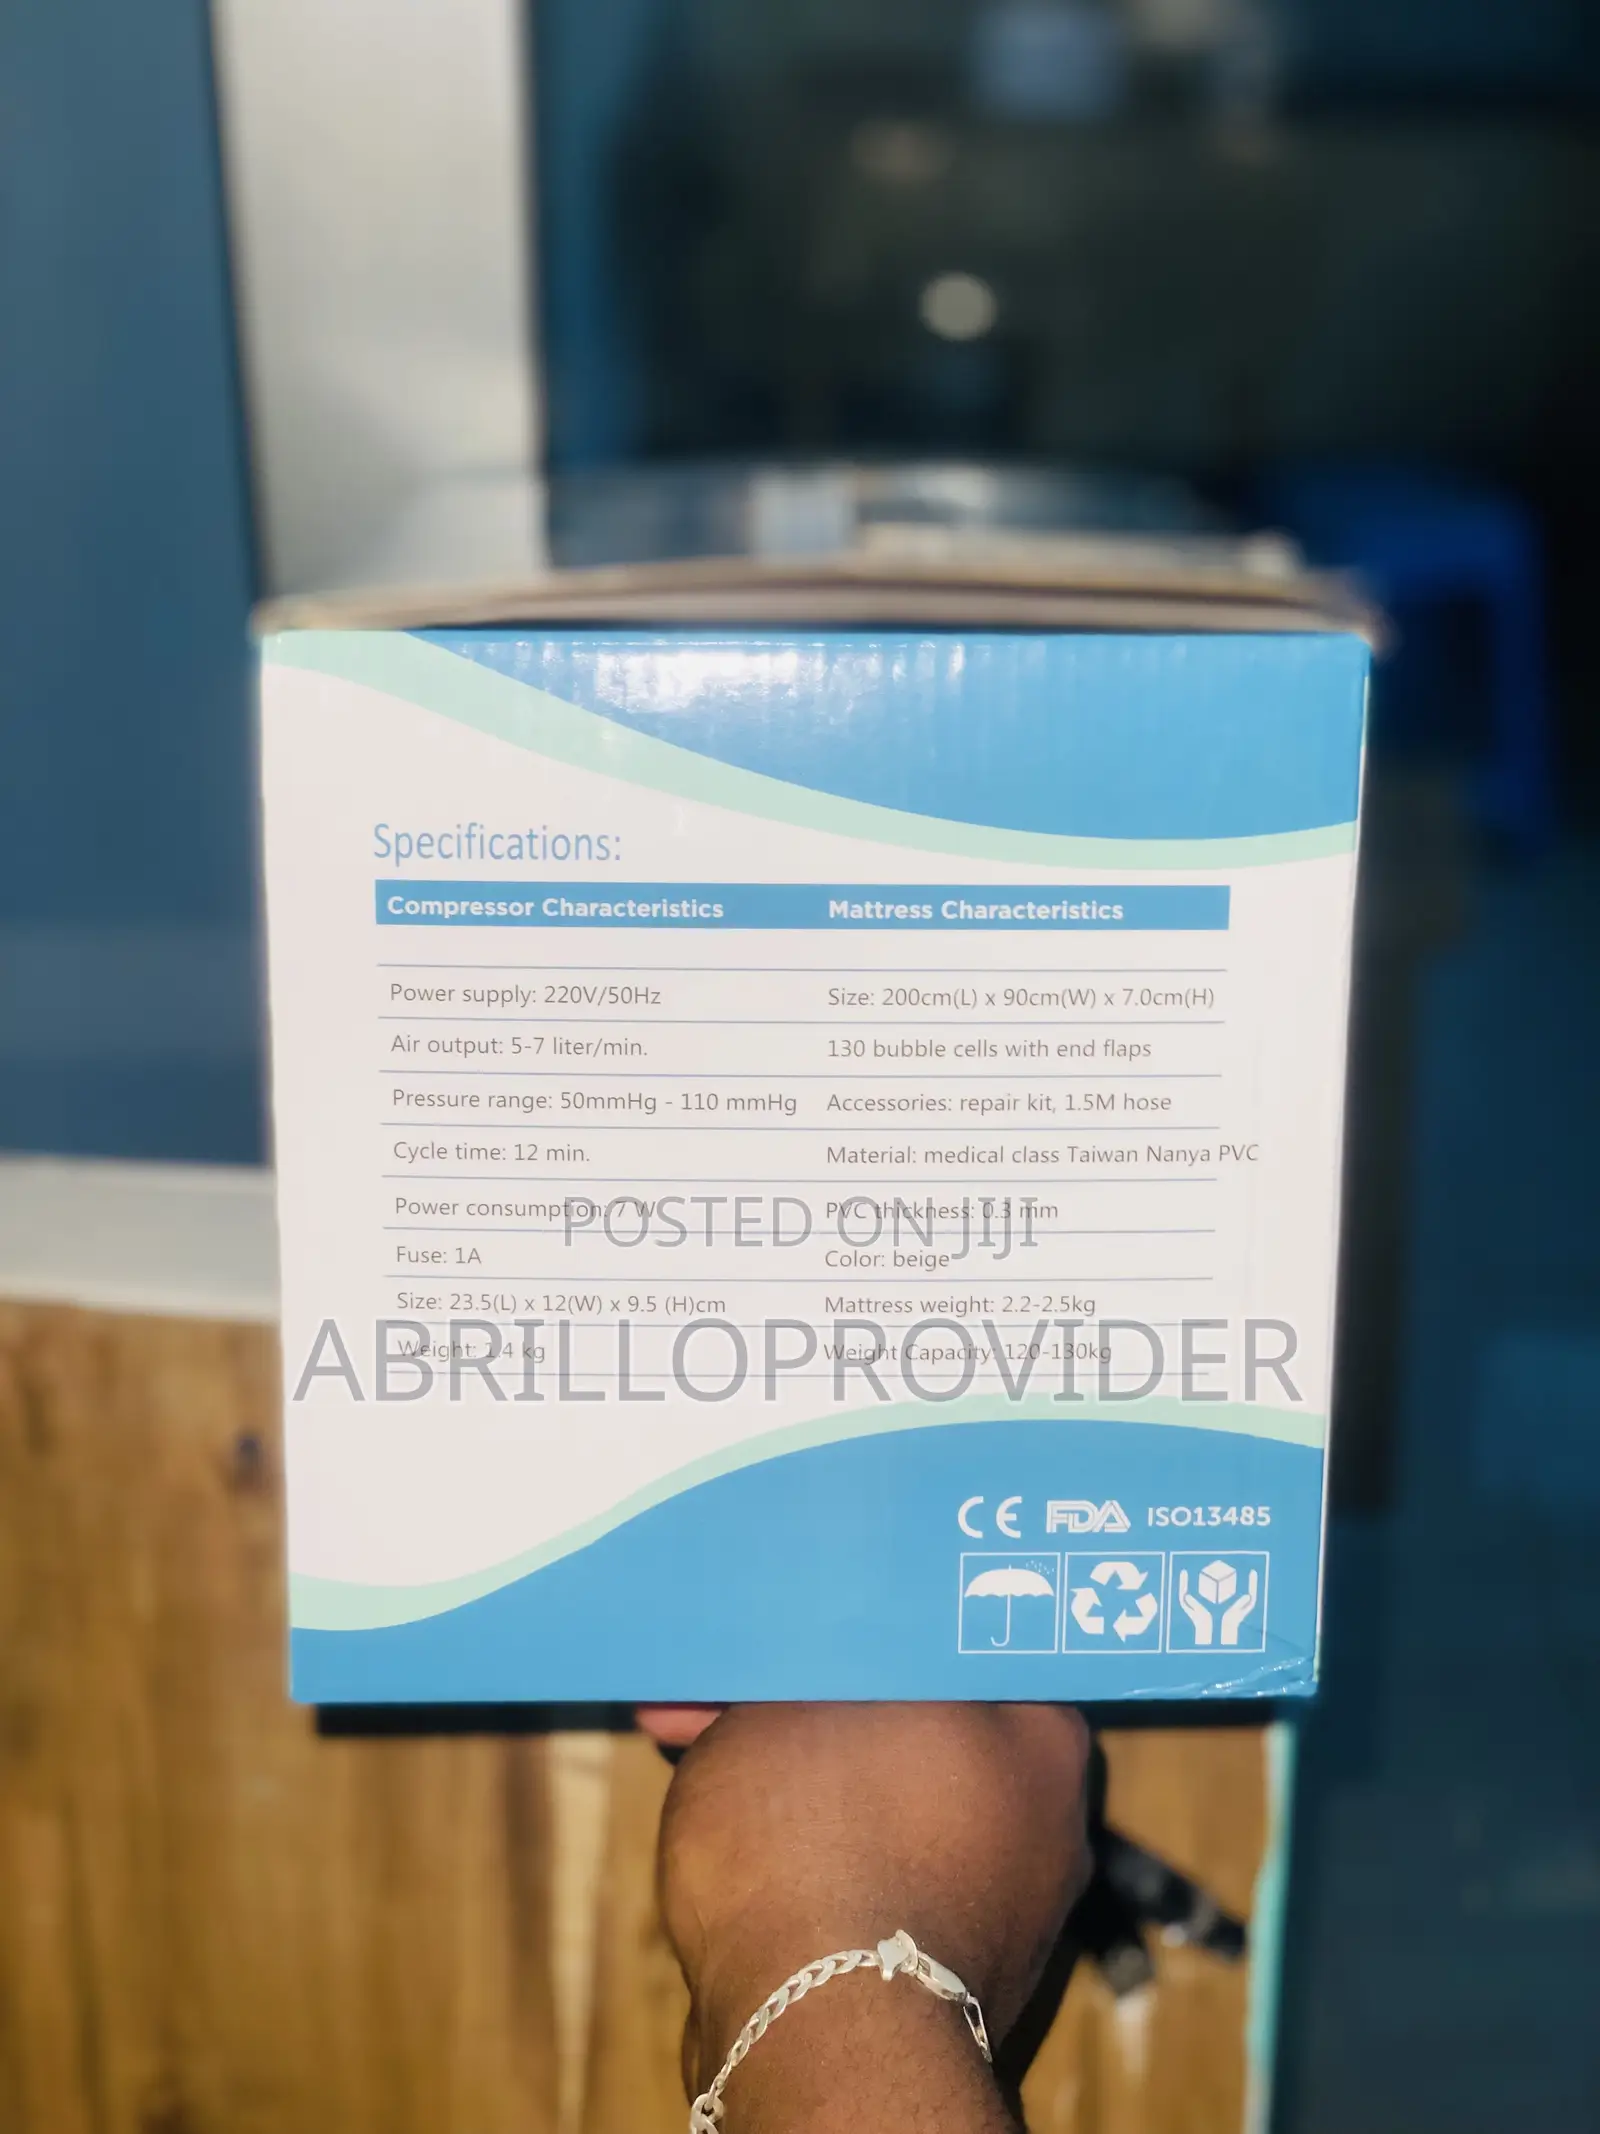 Specifications:
Compressor Characteristics Mattress Characteristics
Power supply: 220V/50Hz Size: 200cm(L) x 90cm(W) x 7.0cm(H)
Air output: 5-7 liter/min. 130 bubble cells with end flaps
Pressure range: 50mmHg - 110 mmHg Accessories: repair kit, 1.5M hose
Cycle time: 12 min. Material: medical class Taiwan Nanya PVC
Power consumption: 7 W PVC thickness: 0.3 mm
POSTED ON JIJI
Fuse: 1A Color: beige
Size: 23.5(L) x 12(W) x 9.5 (H)cm Mattress weight: 2.2-2.5kg
Weight: 1.4 kg Weight Capacity: 120-130kg
ABRILLOPROVIDER
CE FDA ISO13485